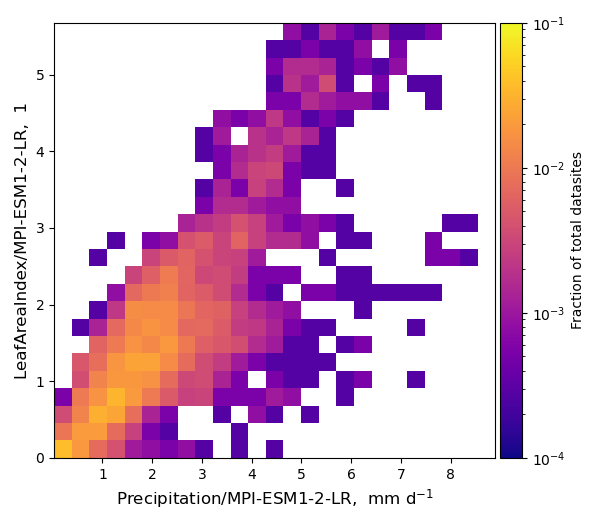 LeafAreaIndex/MPI-ESM1-2-LR,  1
5
4
3
2
1
0
1 2 3 4 5 6 7 8
Precipitation/MPI-ESM1-2-LR,  mm d⁻¹
10⁻¹
10⁻²
10⁻³
10⁻⁴
Fraction of total datasites